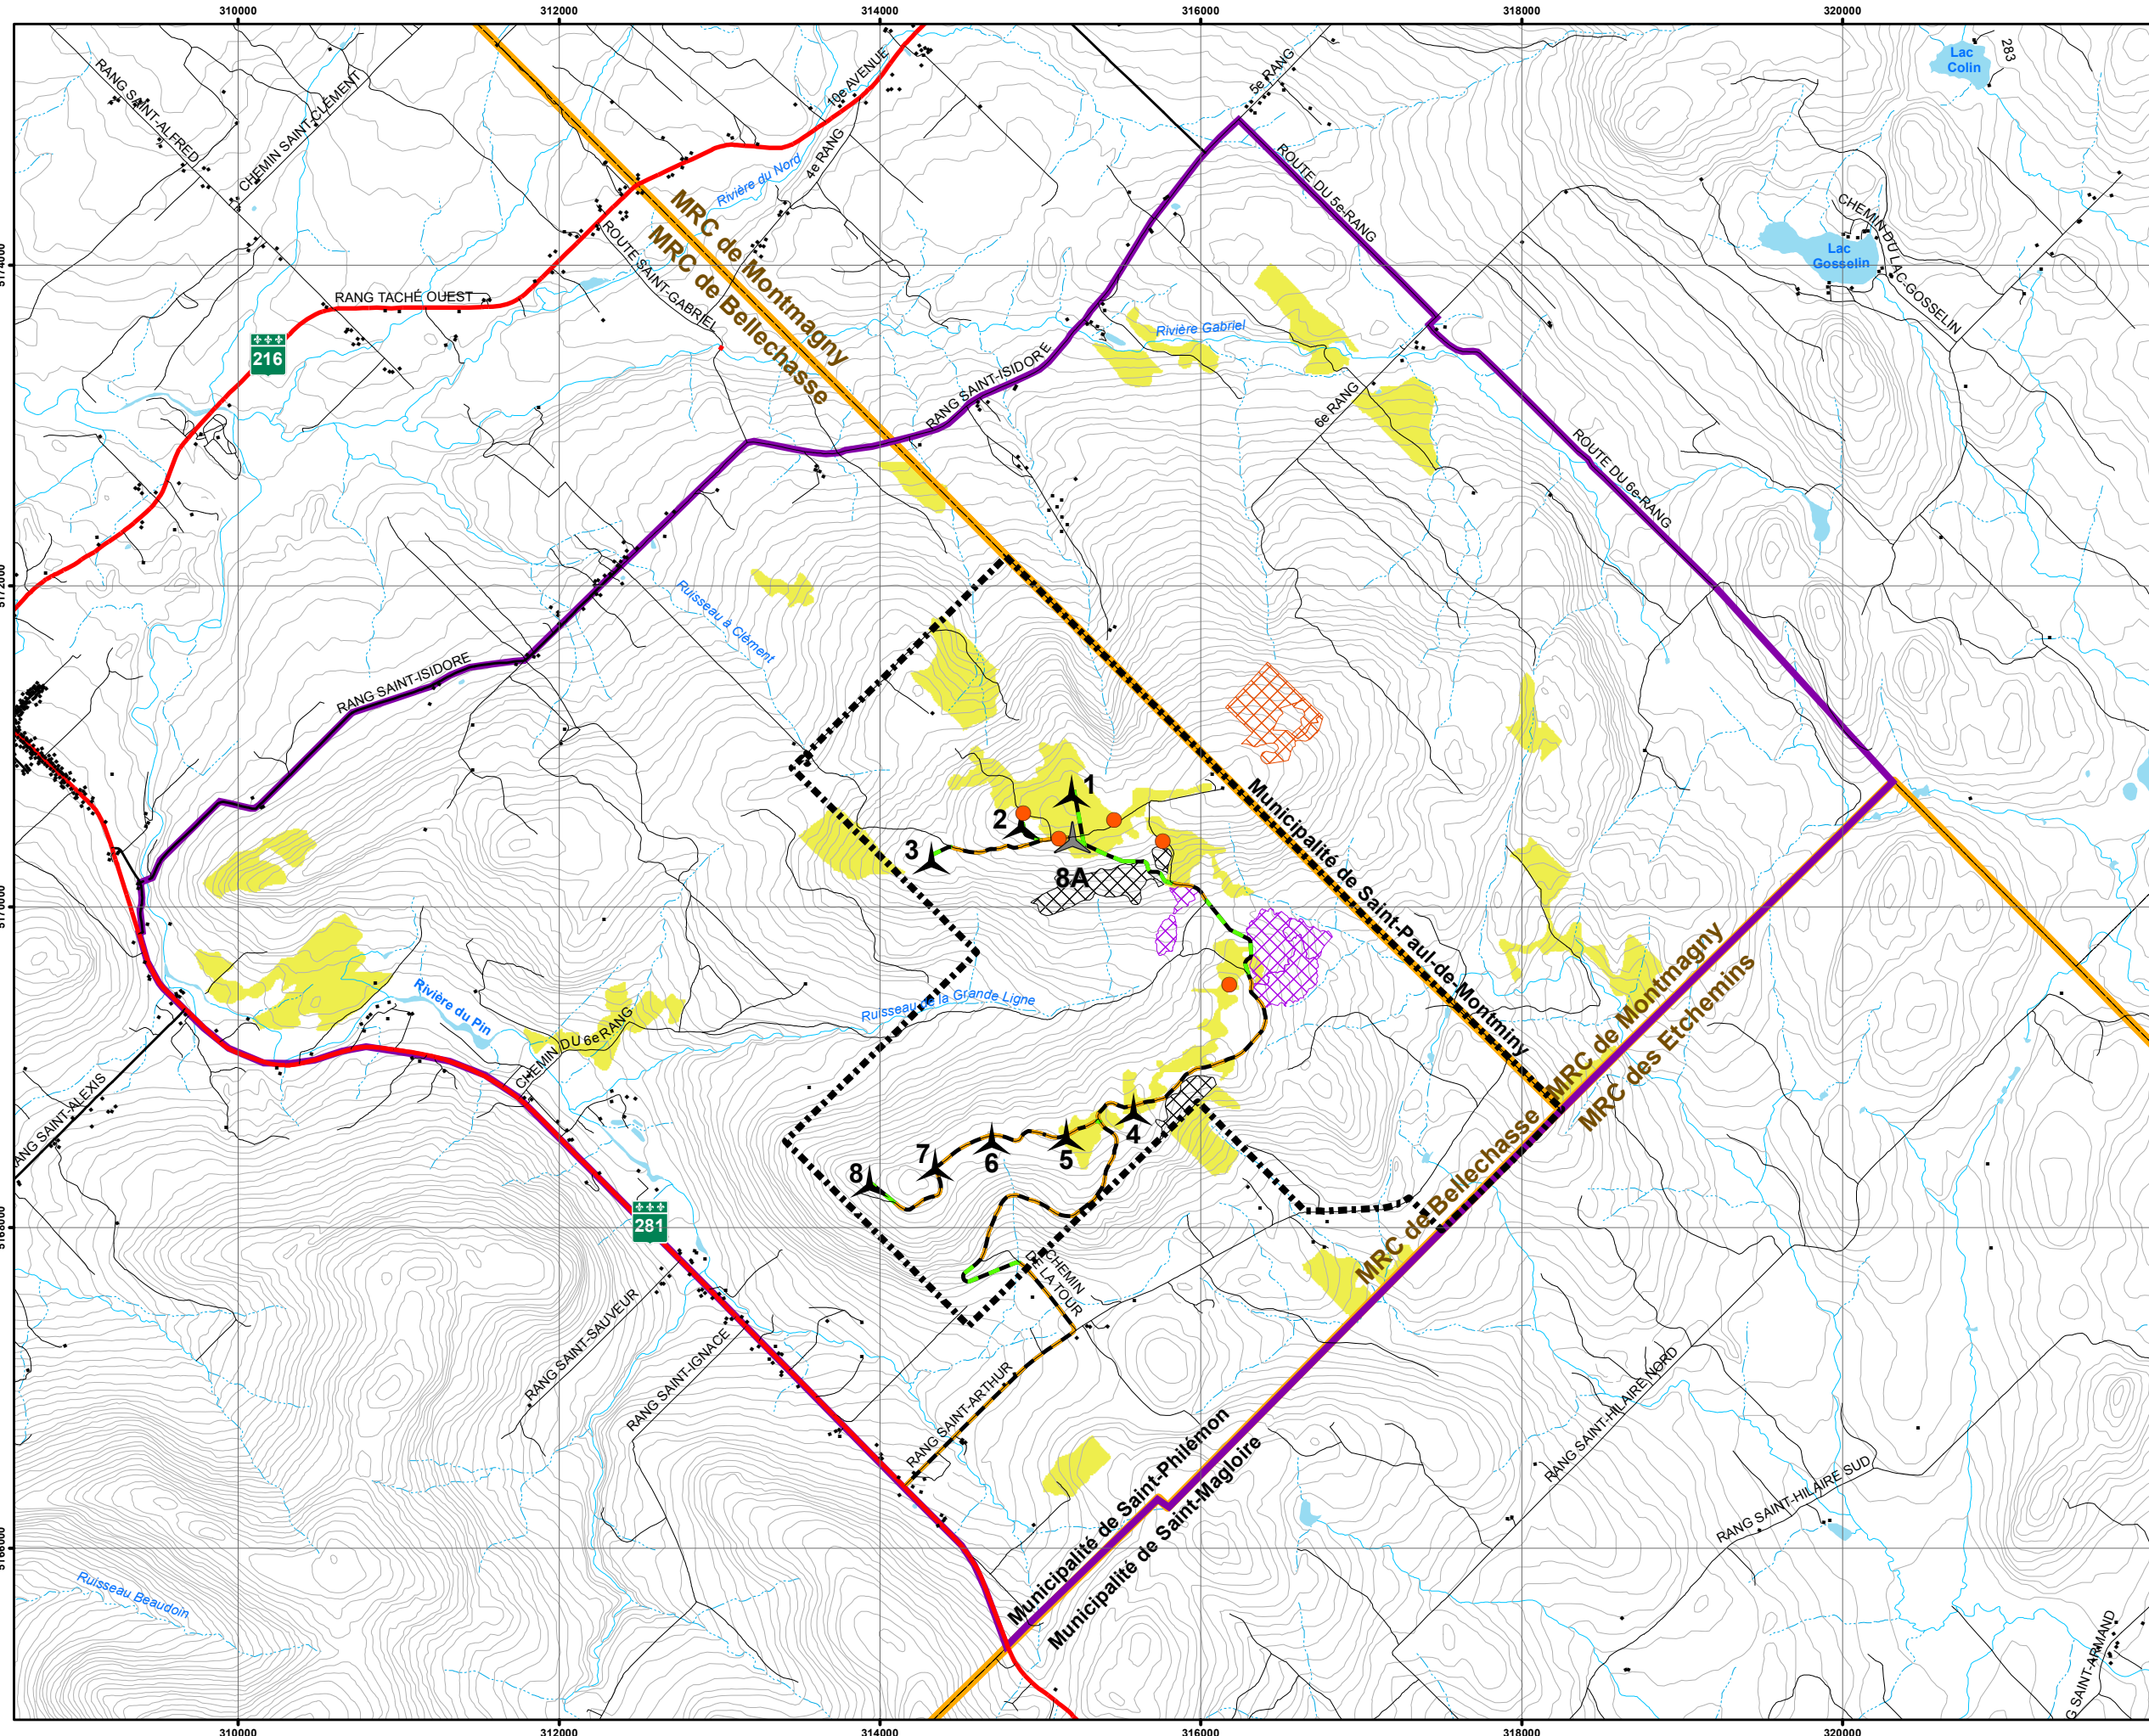 310000
312000
314000
316000
318000
320000
Lac
Colin
283
5e RANG
10e AVENUE
RANG SAINT-ALFRED
CHEMIN SAINT-CLÉMENT
4e RANG
Rivière du Nord
ROUTE DU 5e-RANG
MRC de Montmagny
MRC de Bellechasse
CHEMIN DU LAC-GOSSELIN
Lac
Gosselin
ROUTE SAINT-GABRIEL
RANG TACHÉ OUEST
216
Rivière Gabriel
RANG SAINT-ISIDORE
6e RANG
ROUTE DU 6e-RANG
Ruisseau à Clément
RANG SAINT-ISIDORE
1
2
3
8A
Municipalité de Saint-Paul-de-Montminy
Rivière du Pin
Ruisseau de la Grande Ligne
CHEMIN DU 6e RANG
MRC de Montmagny
MRC des Etchemins
4
5
6
7
8
MRC de Bellechasse
ANG SAINT-ALEXIS
281
CHEMIN
DE LA TOUR
RANG SAINT-SAUVEUR
RANG SAINT-IGNACE
RANG SAINT-ARTHUR
RANG SAINT-HILAIRE NORD
RANG SAINT-HILAIRE SUD
Municipalité de Saint-Philémon
Municipalité de Saint-Magloire
Ruisseau Beaudoin
G SAINT-ARMAND
310000
312000
314000
316000
318000
320000